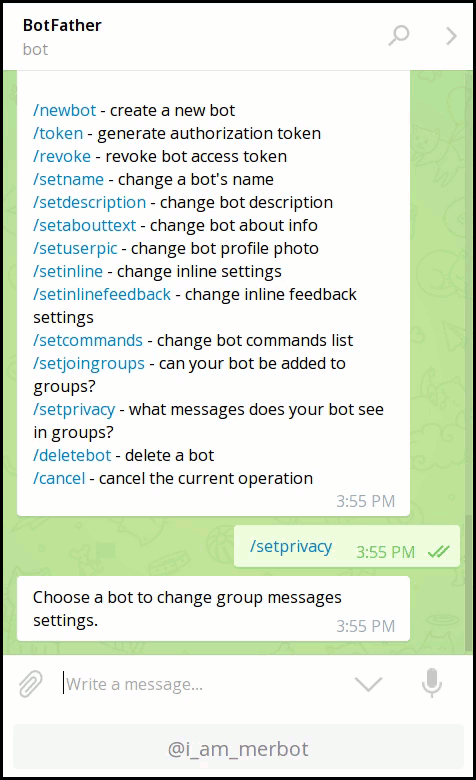 BotFather
bot
/newbot - create a new bot
/token - generate authorization token
/revoke - revoke bot access token
/setname - change a bot's name
/setdescription - change bot description
/setabouttext - change bot about info
/setuserpic - change bot profile photo
/setinline - change inline settings
/setinlinefeedback - change inline feedback
settings
/setcommands - change bot commands list
/setjoingroups - can your bot be added to
groups?
/setprivacy - what messages does your bot see
in groups?
/deletebot - delete a bot
/cancel - cancel the current operation
3:55 PM
/setprivacy 3:55 PM
Choose a bot to change group messages
settings.
3:55 PM
Write a message...
@i_am_merbot